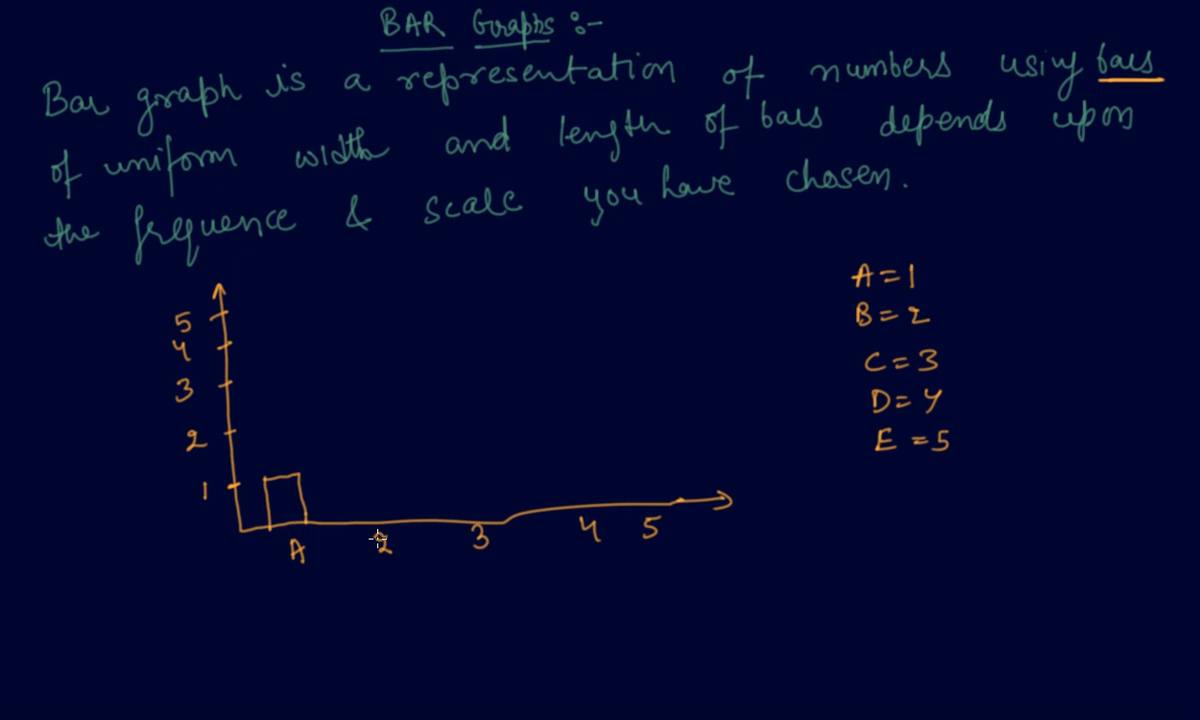 BAR Graphs :-
Bar graph is a representation of numbers using bars
of uniform width and length of bars depends upon
the frequence & scale you have chosen.
A = 1
B = 2
C = 3
D = 4
E = 5
5
4
3
2
1
A 2 3 4 5